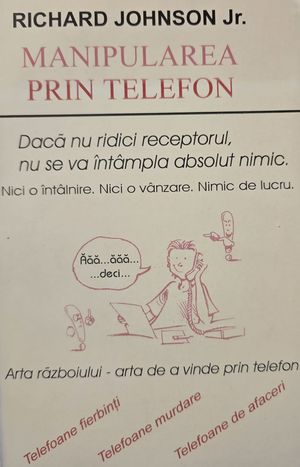 RICHARD JOHNSON Jr.
MANIPULAREA
PRIN TELEFON
Dacă nu ridici receptorul,
nu se va întâmpla absolut nimic.
Nici o întâlnire. Nici o vânzare. Nimic de lucru.
Ăăă...ăăă...
...deci...
Arta războiului - arta de a vinde prin telefon
Telefoane fierbinți
Telefoane murdare
Telefoane de afaceri